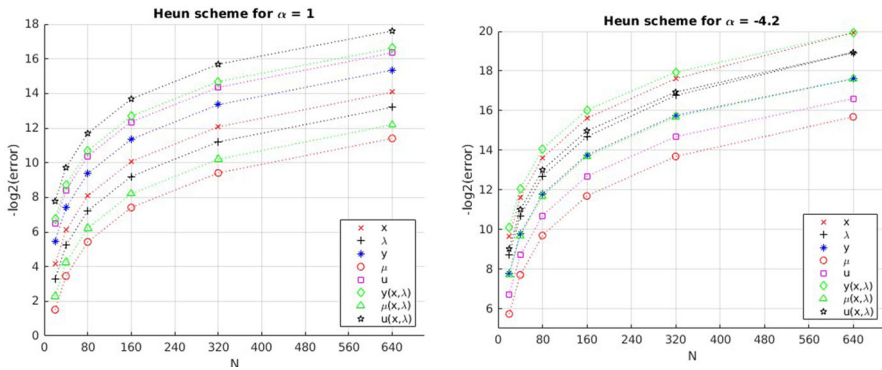 Heun scheme for α = 1
18
16
14
12
10
8
6
4
2
0
-log2(error)
0 80 160 240 320 400 480 560 640
N
x
λ
y
μ
u
y(x,λ)
μ(x,λ)
u(x,λ)
Heun scheme for α = -4.2
20
18
16
14
12
10
8
6
-log2(error)
0 80 160 240 320 400 480 560 640
N
x
λ
y
μ
u
y(x,λ)
μ(x,λ)
u(x,λ)